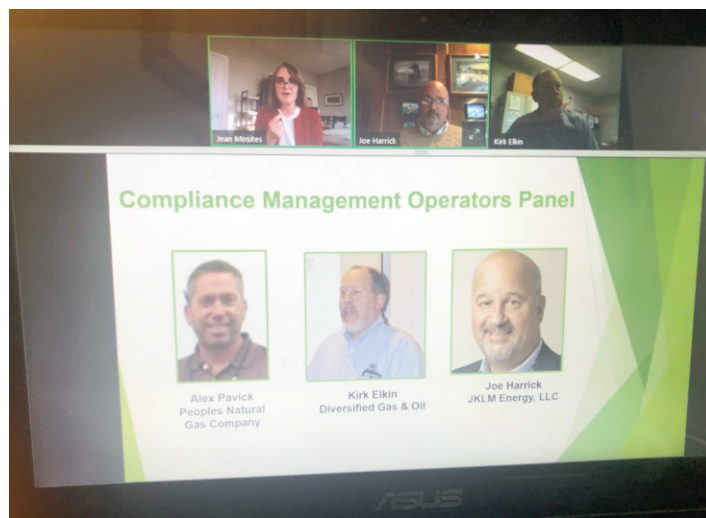 Jean Mosites
Joe Harrick
Kirk Elkin
Compliance Management Operators Panel
Alex Pavick
Peoples Natural
Gas Company
Kirk Elkin
Diversified Gas & Oil
Joe Harrick
JKLM Energy, LLC
ASUS